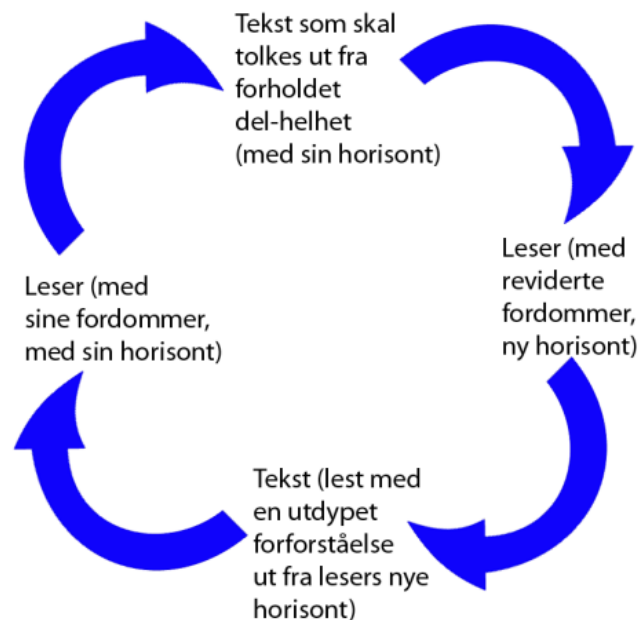 Tekst som skal
tolkes ut fra
forholdet
del-helhet
(med sin horisont)
Leser (med
reviderte
fordommer,
ny horisont)
Tekst (lest med
en utdypet
forforståelse
ut fra lesers nye
horisont)
Leser (med
sine fordommer,
med sin horisont)